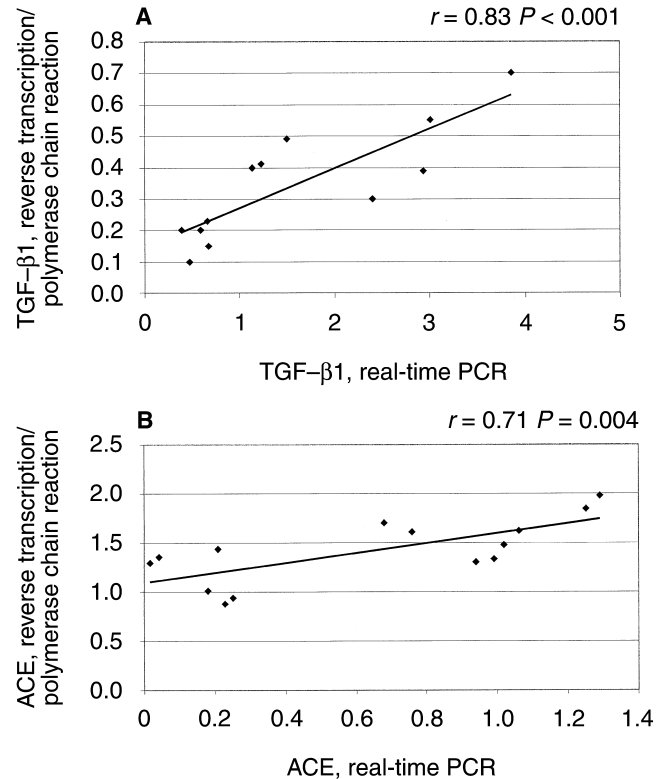 A
r = 0.83 P < 0.001
TGF–β1, reverse transcription/
polymerase chain reaction
0.8
0.7
0.6
0.5
0.4
0.3
0.2
0.1
0.0
0 1 2 3 4 5
TGF–β1, real-time PCR
B
r = 0.71 P = 0.004
ACE, reverse transcription/
polymerase chain reaction
2.5
2.0
1.5
1.0
0.5
0.0
0 0.2 0.4 0.6 0.8 1.0 1.2 1.4
ACE, real-time PCR